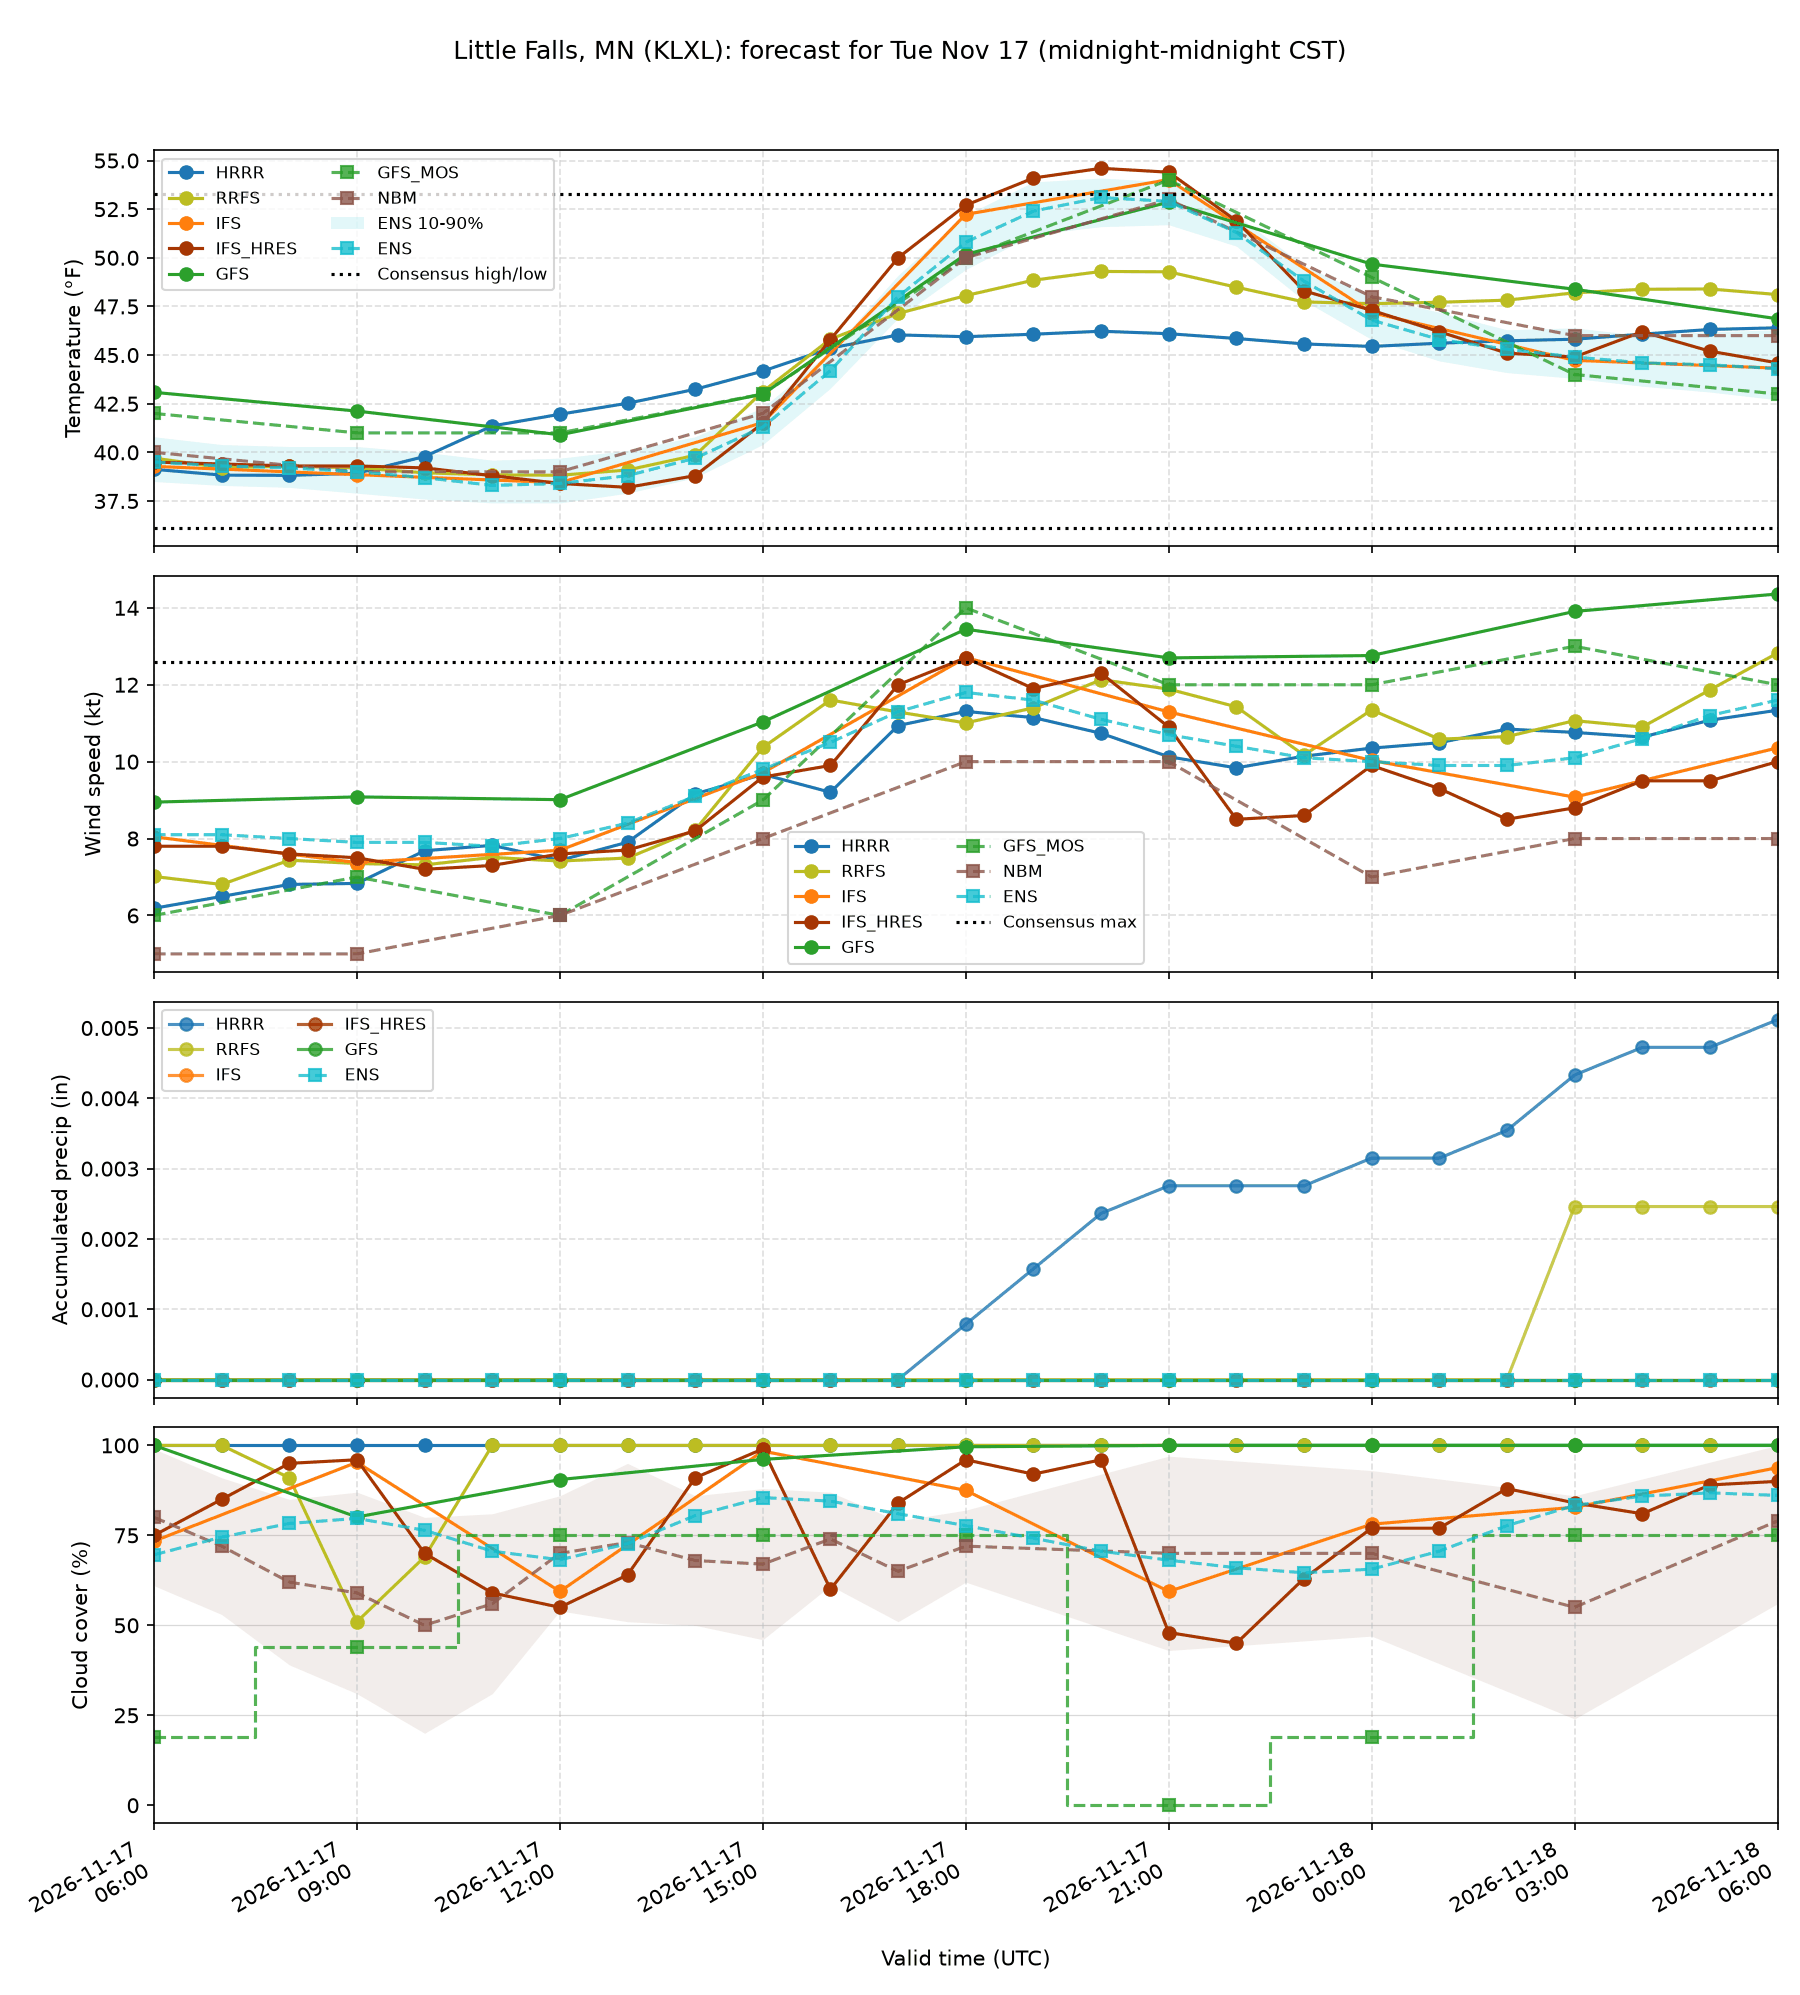 Little Falls, MN (KLXL): forecast for Tue Nov 17 (midnight-midnight CST)
Temperature (°F)
55.0
52.5
50.0
47.5
45.0
42.5
40.0
37.5
HRRR
RRFS
IFS
IFS_HRES
GFS
GFS_MOS
NBM
ENS 10-90%
ENS
Consensus high/low
Wind speed (kt)
14
12
10
8
6
HRRR
RRFS
IFS
IFS_HRES
GFS
GFS_MOS
NBM
ENS
Consensus max
Accumulated precip (in)
0.005
0.004
0.003
0.002
0.001
0.000
HRRR
RRFS
IFS
IFS_HRES
GFS
ENS
Cloud cover (%)
100
75
50
25
0
2026-11-17
06:00
2026-11-17
09:00
2026-11-17
12:00
2026-11-17
15:00
2026-11-17
18:00
2026-11-17
21:00
2026-11-18
00:00
2026-11-18
03:00
2026-11-18
06:00
Valid time (UTC)